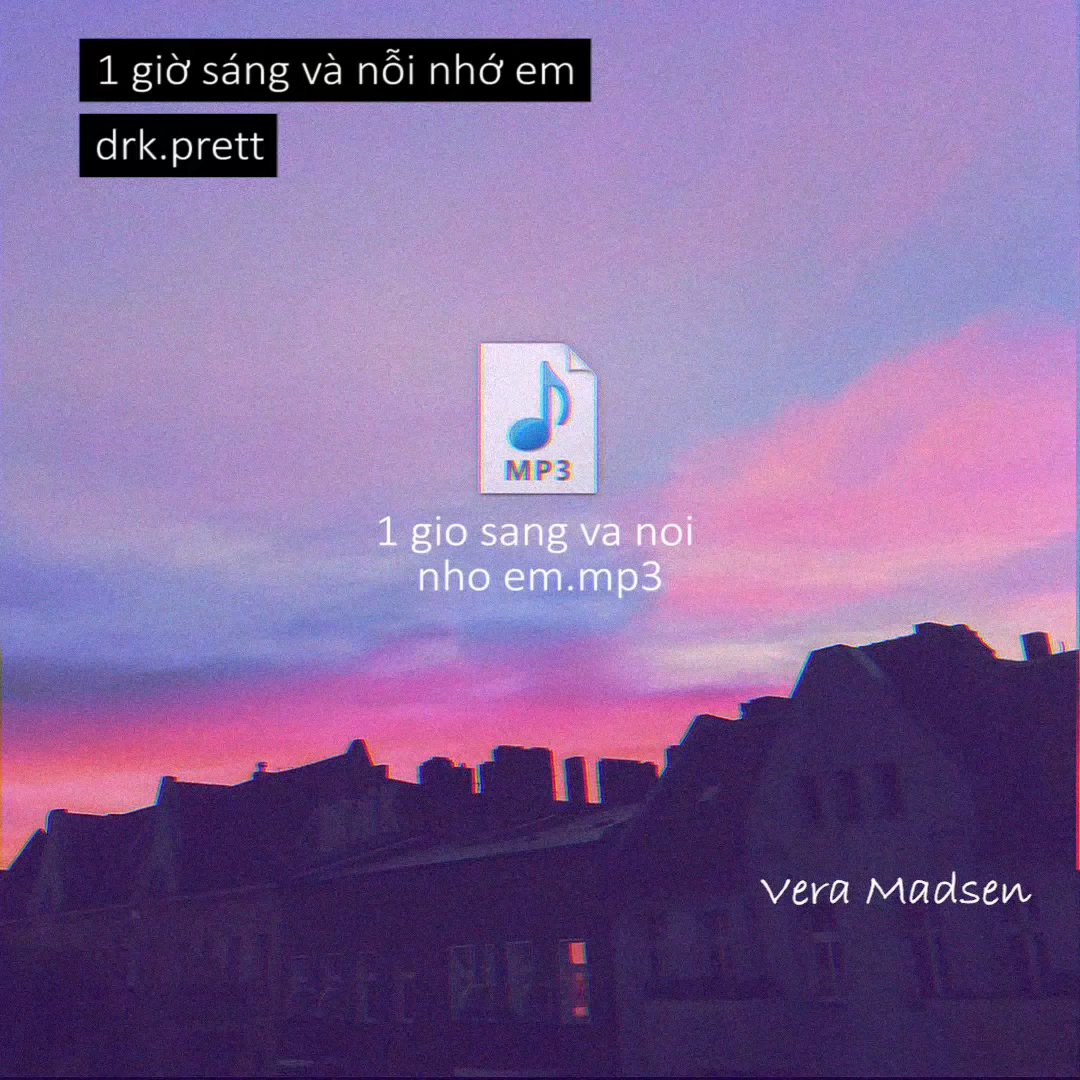 1 giờ sáng và nỗi nhớ em
drk.prett
MP3
1 gio sang va noi
nho em.mp3
Vera Madsen